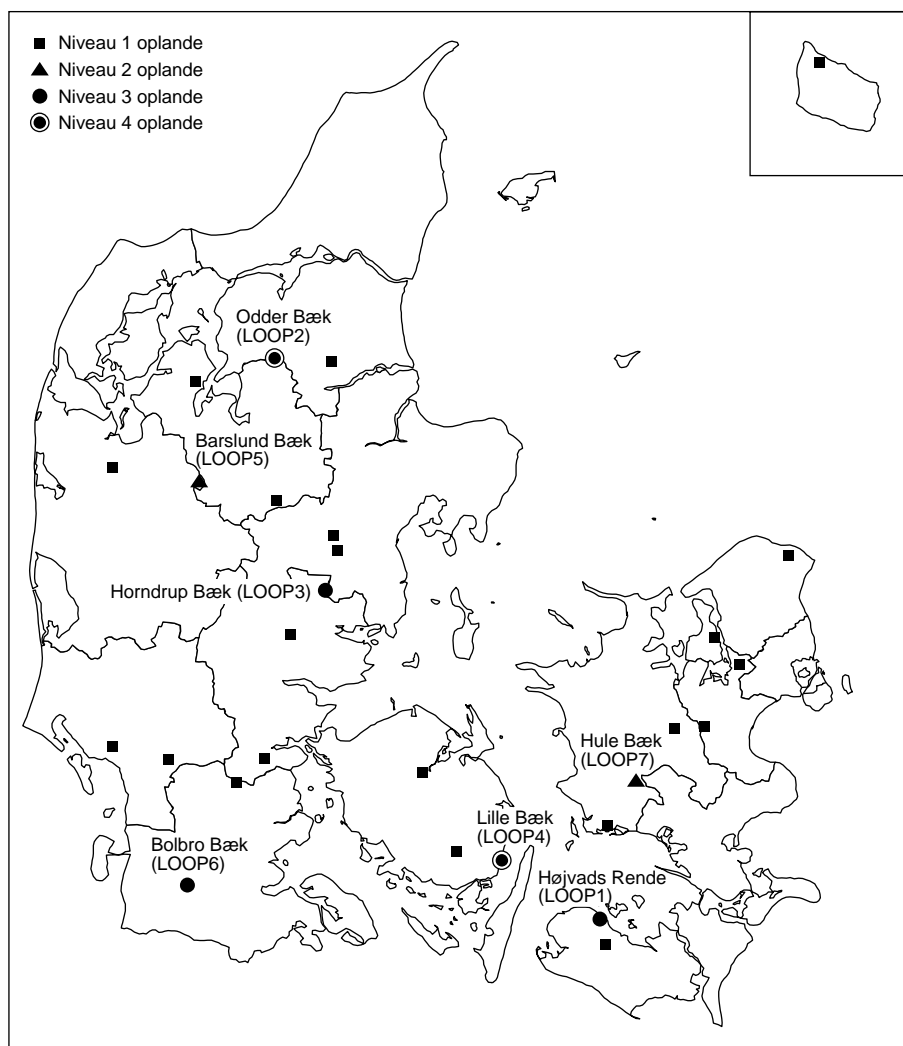 Niveau 1 oplande
Niveau 2 oplande
Niveau 3 oplande
Niveau 4 oplande
Odder Bæk
(LOOP2)
Barslund Bæk
(LOOP5)
Horndrup Bæk (LOOP3)
Hule Bæk
(LOOP7)
Lille Bæk
(LOOP4)
Bolbro Bæk
(LOOP6)
Højvads Rende
(LOOP1)